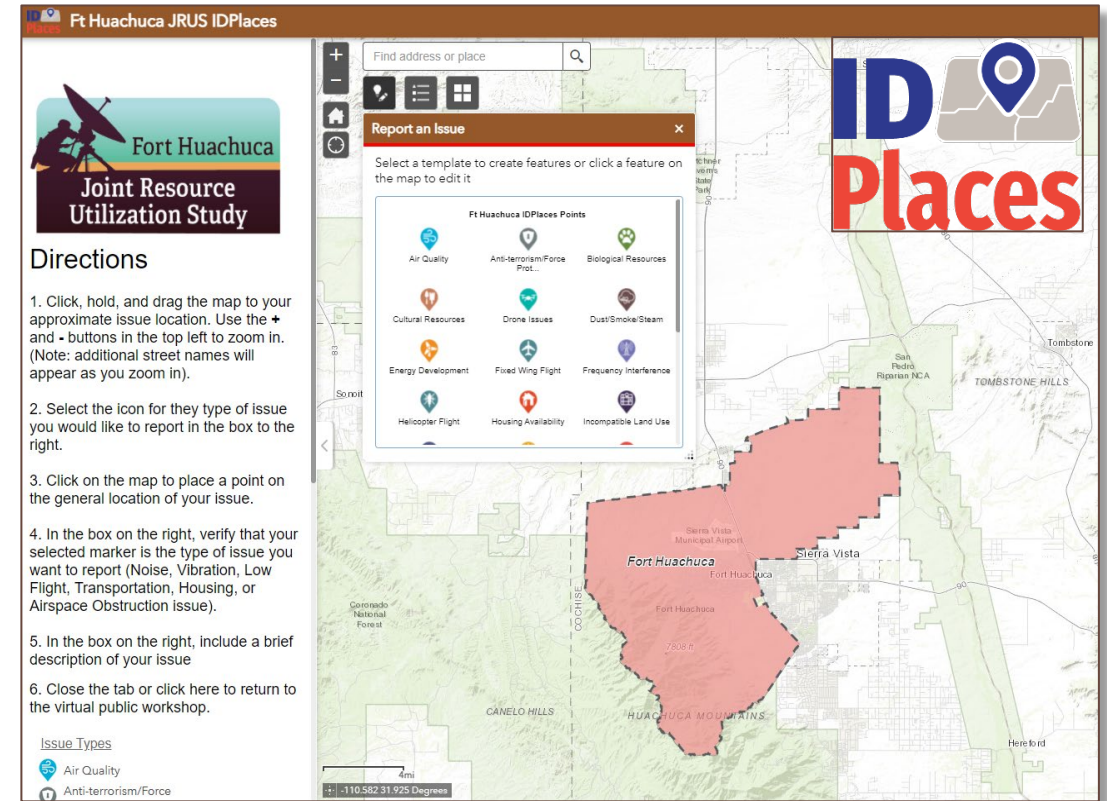 ID
Places
Ft Huachuca JRUS IDPlaces
Fort Huachuca
Joint Resource
Utilization Study
Directions
1. Click, hold, and drag the map to your
approximate issue location. Use the +
and - buttons in the top left to zoom in.
(Note: additional street names will
appear as you zoom in).
2. Select the icon for they type of issue
you would like to report in the box to the
right.
3. Click on the map to place a point on
the general location of your issue.
4. In the box on the right, verify that your
selected marker is the type of issue you
want to report (Noise, Vibration, Low
Flight, Transportation, Housing, or
Airspace Obstruction issue).
5. In the box on the right, include a brief
description of your issue
6. Close the tab or click here to return to
the virtual public workshop.
Issue Types
Air Quality
Anti-terrorism/Force
+
-
Find address or place
Report an Issue
×
Select a template to create features or click a feature on
the map to edit it
Ft Huachuca IDPlaces Points
Air Quality
Anti-terrorism/Force
Prot...
Biological Resources
Cultural Resources
Drone Issues
Dust/Smoke/Steam
Energy Development
Fixed Wing Flight
Frequency Interference
Helicopter Flight
Housing Availability
Incompatible Land Use
ID
Places
State
Park
90
83
Sonoit
Tombstone
San
Pedro
Riparian NCA
TOMBSTONE HILLS
90
Sierra Vista
Municipal Airport
Fort Huachuca
Sierra Vista
Fort Huachuca
90
COCHISE
Coronado
National
Forest
Fort Huachuca
7808 ft
CANELO HILLS
HUACHUCA MOUNTAINS
Hereford
4mi
-110.582 31.925 Degrees